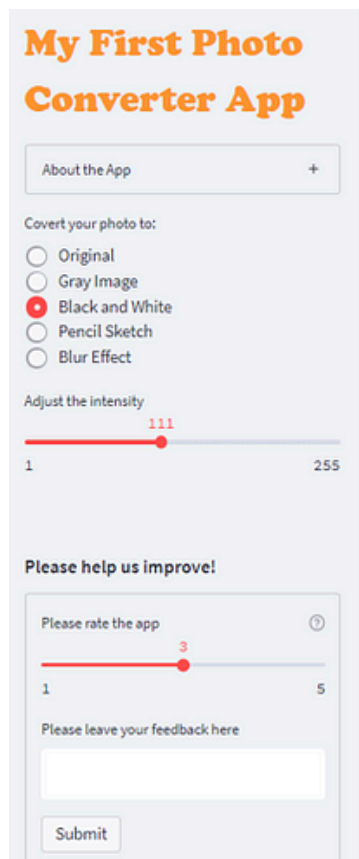 My First Photo
Converter App
About the App +
Covert your photo to:
Original
Gray Image
Black and White
Pencil Sketch
Blur Effect
Adjust the intensity
111
1 255
Please help us improve!
Please rate the app ?
3
1 5
Please leave your feedback here
Submit